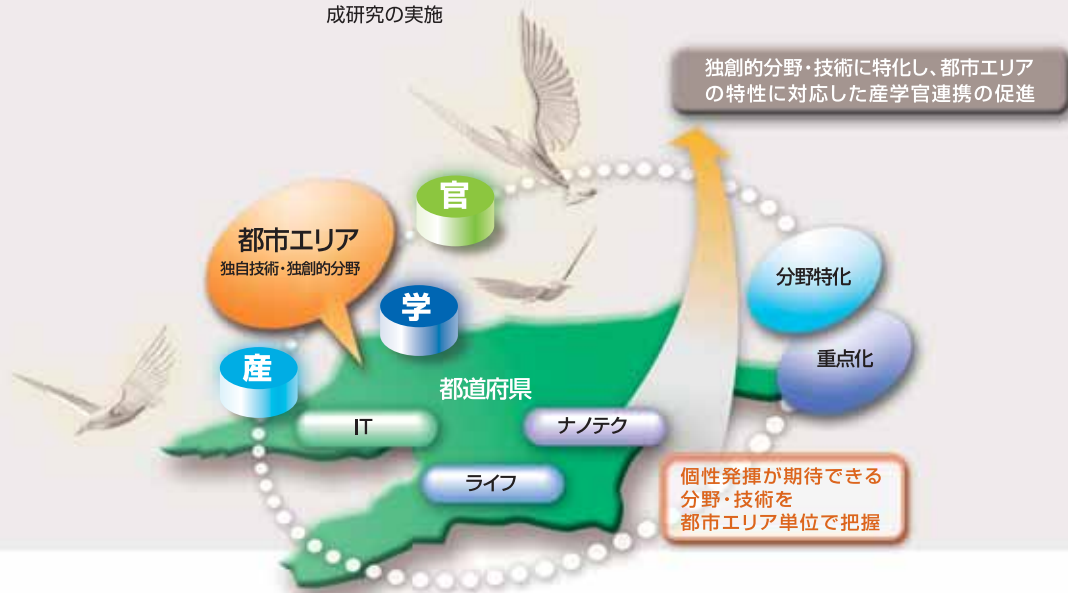 成研究の実施
独創的分野・技術に特化し、都市エリア
の特性に対応した産学官連携の促進
官
都市エリア
独自技術・独創的分野
学
産
分野特化
重点化
都道府県
IT
ナノテク
ライフ
個性発揮が期待できる
分野・技術を
都市エリア単位で把握